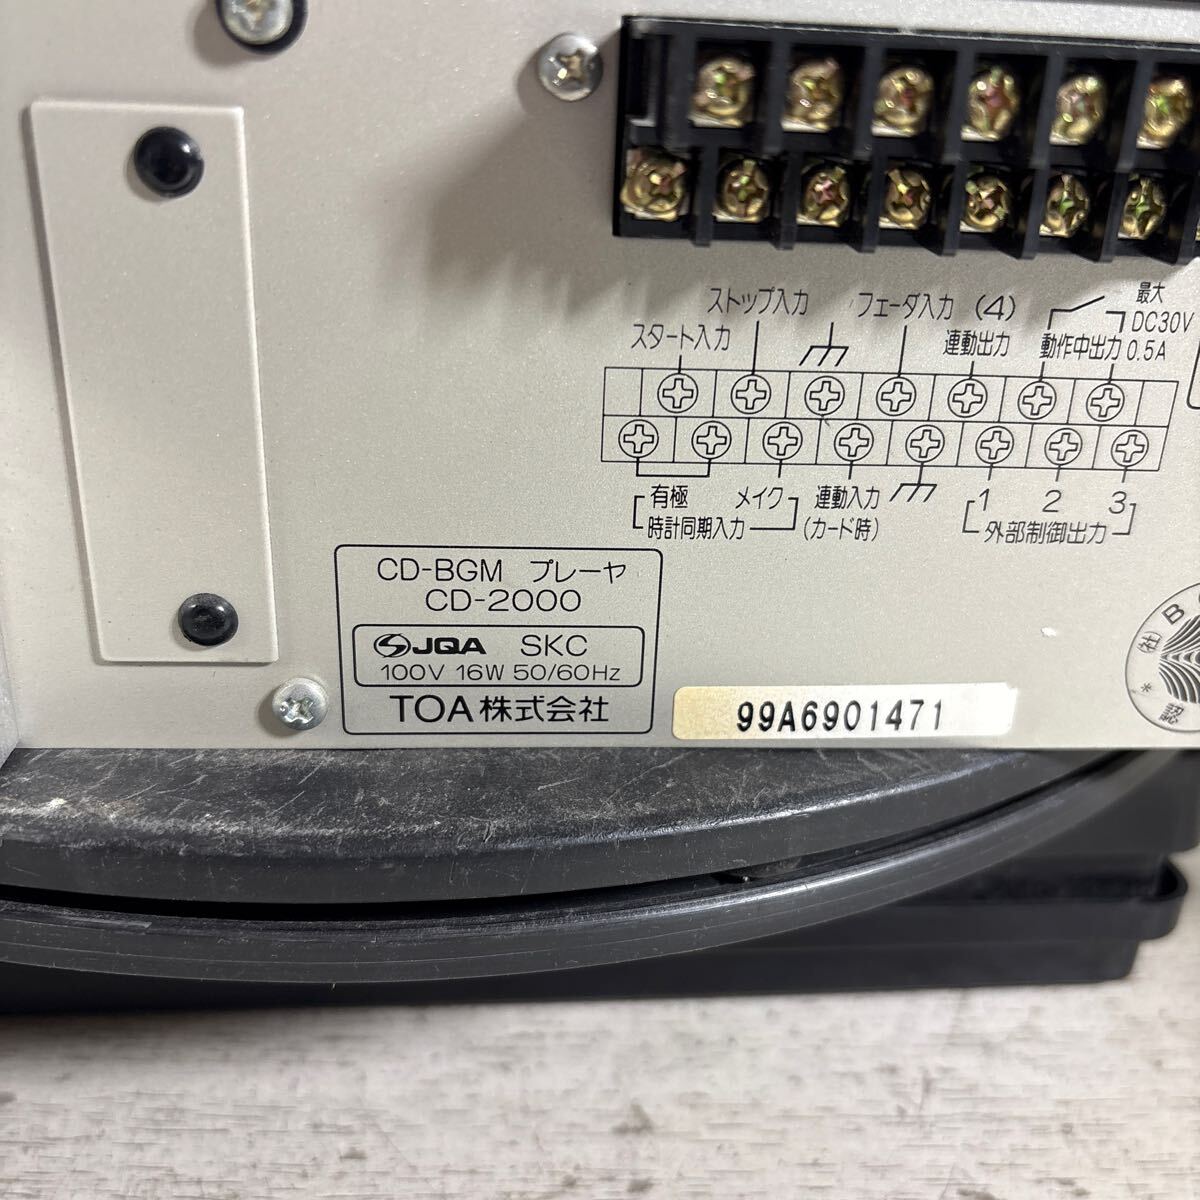 ストップ入力
フェーダ入力 (4)
最大
DC30V
スタート入力
連動出力
動作中出力 0.5A
有極
メイク
連動入力
1 2 3
時計同期入力
(カード時)
外部制御出力
CD-BGM プレーヤ
CD-2000
JQA SKC
100V 16W 50/60Hz
TOA株式会社
99A6901471
社 B
認